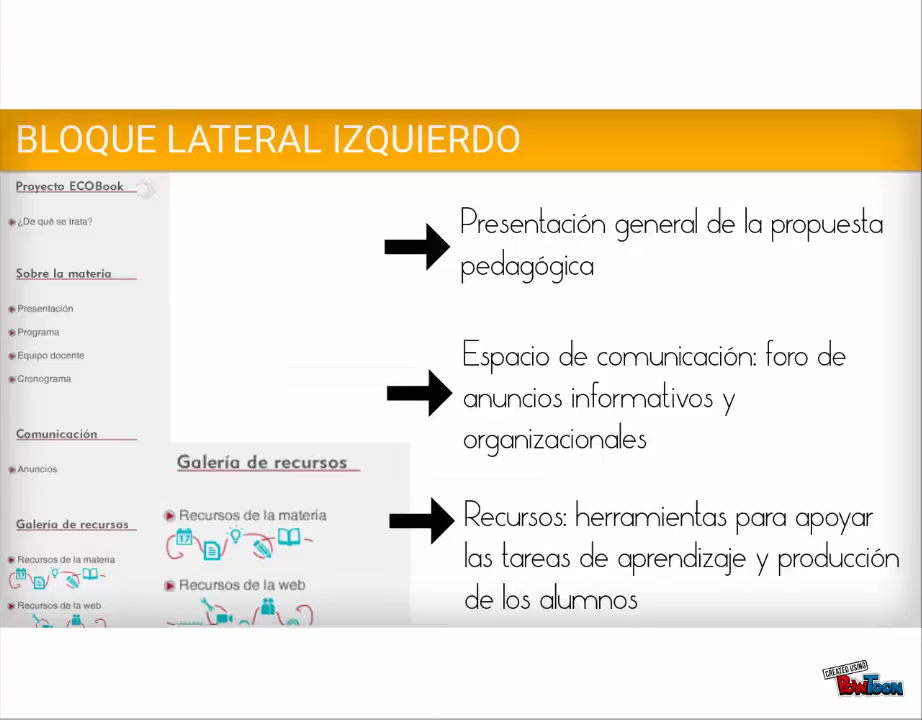 BLOQUE LATERAL IZQUIERDO
Proyecto ECOBook
¿De qué se trata?
Sobre la materia
Presentación
Programa
Equipo docente
Cronograma
Comunicación
Anuncios
Galería de recursos
Recursos de la materia
17
Recursos de la web
Galería de recursos
Recursos de la materia
17
Recursos de la web
Presentación general de la propuesta
pedagógica
Espacio de comunicación: foro de
anuncios informativos y
organizacionales
Recursos: herramientas para apoyar
las tareas de aprendizaje y producción
de los alumnos
CREATED USING
POWTOON